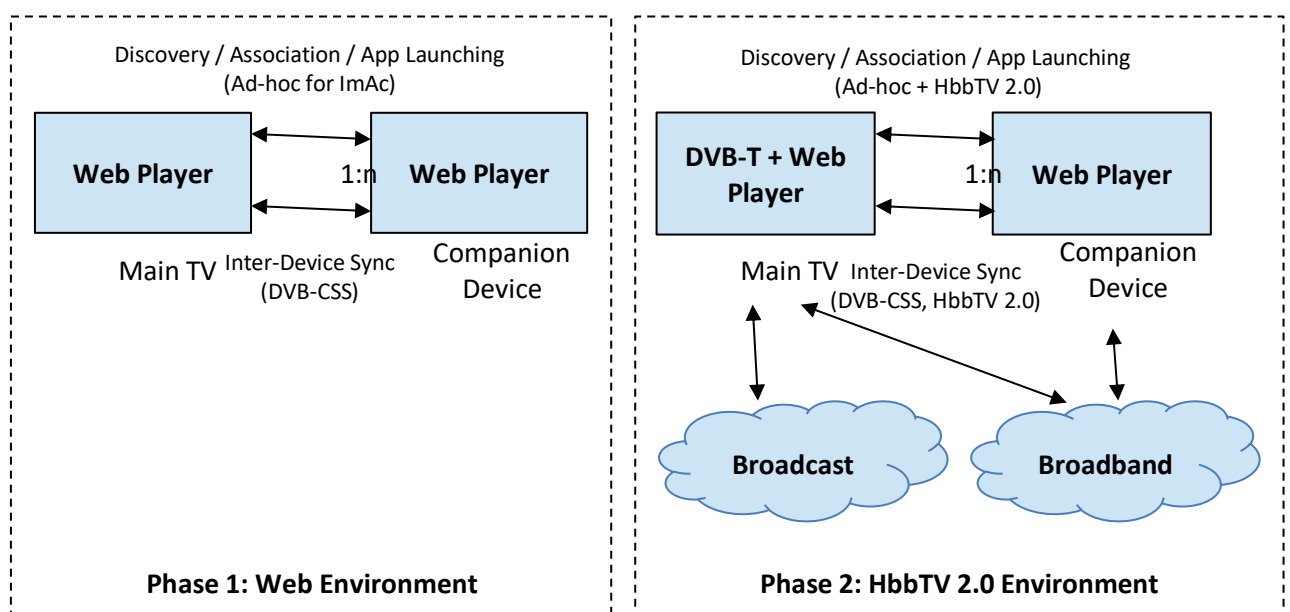 Discovery / Association / App Launching
(Ad-hoc for ImAc)
Web Player
1:n
Web Player
Main TV
Inter-Device Sync
(DVB-CSS)
Companion
Device
Phase 1: Web Environment
Discovery / Association / App Launching
(Ad-hoc + HbbTV 2.0)
DVB-T + Web
Player
1:n
Web Player
Main TV
Inter-Device Sync
(DVB-CSS, HbbTV 2.0)
Companion
Device
Broadcast
Broadband
Phase 2: HbbTV 2.0 Environment